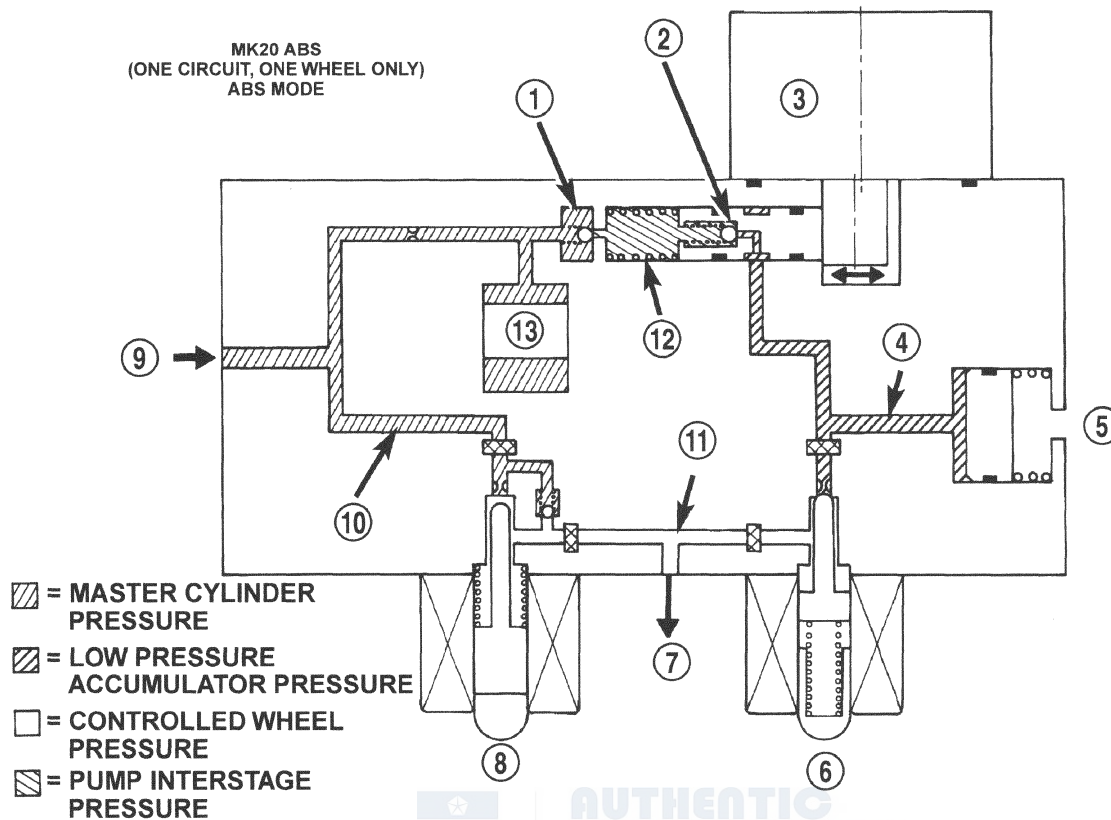 MK20 ABS
(ONE CIRCUIT, ONE WHEEL ONLY)
ABS MODE
1
2
3
4
5
6
7
8
9
10
11
12
13
= MASTER CYLINDER
PRESSURE
= LOW PRESSURE
ACCUMULATOR PRESSURE
= CONTROLLED WHEEL
PRESSURE
= PUMP INTERSTAGE
PRESSURE
AUTHENTIC